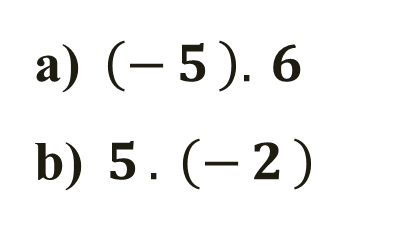 a) (− 5 ). 6
b) 5 . (− 2 )